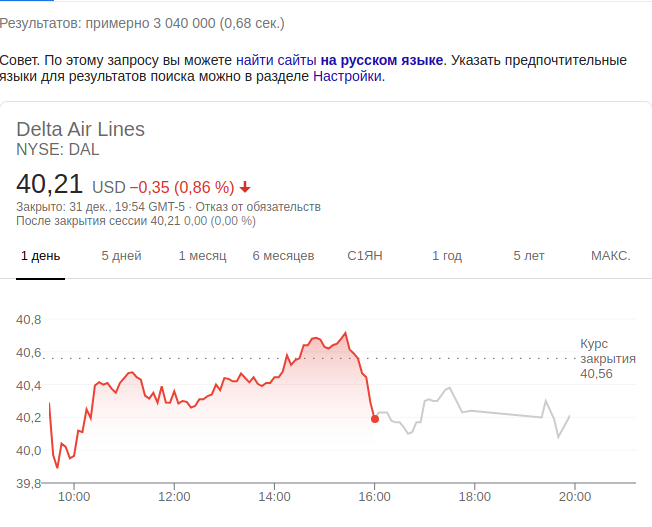 Результатов: примерно 3 040 000 (0,68 сек.)
Совет. По этому запросу вы можете найти сайты на русском языке. Указать предпочтительные
языки для результатов поиска можно в разделе Настройки.
Delta Air Lines
NYSE: DAL
40,21 USD −0,35 (0,86 %)
Закрыто: 31 дек., 19:54 GMT-5 · Отказ от обязательств
После закрытия сессии 40,21 0,00 (0,00 %)
1 день 5 дней 1 месяц 6 месяцев С1ЯН 1 год 5 лет МАКС.
40,8
40,6
40,4
40,2
40,0
39,8
Курс
закрытия
40,56
10:00 12:00 14:00 16:00 18:00 20:00